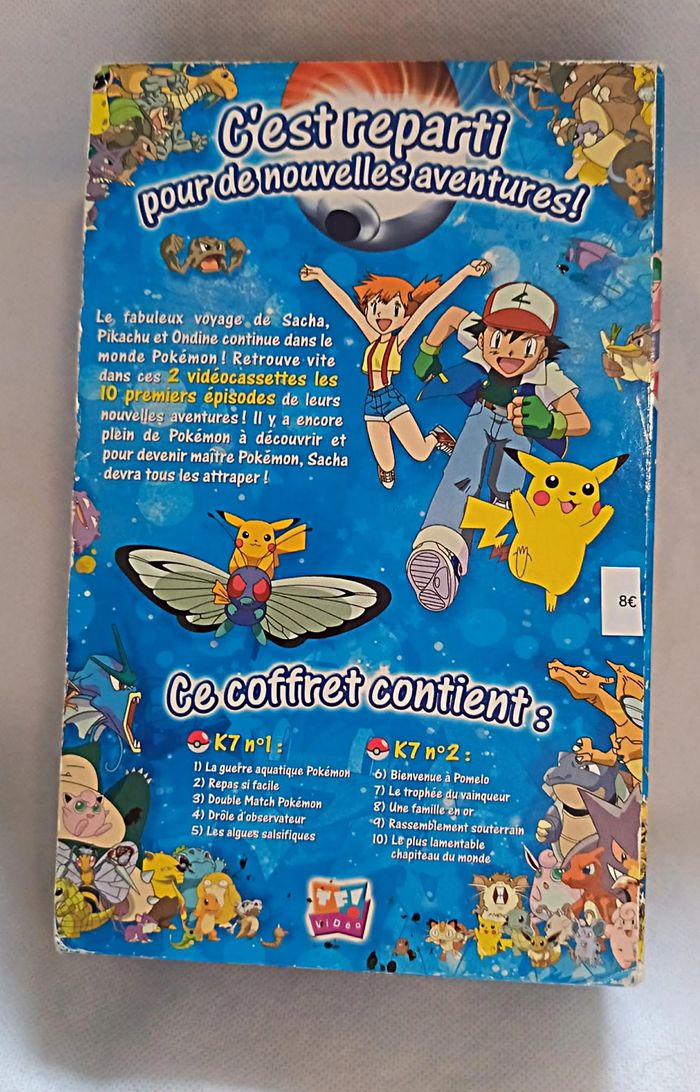 C'est reparti
pour de nouvelles aventures!
Le fabuleux voyage de Sacha,
Pikachu et Ondine continue dans le
monde Pokémon ! Retrouve vite
dans ces 2 vidéocassettes les
10 premiers épisodes de leurs
nouvelles aventures ! Il y a encore
plein de Pokémon à découvrir et
pour devenir maître Pokémon, Sacha
devra tous les attraper !
8€
Ce coffret contient :
K7 n°1 :
1) La guerre aquatique Pokémon
2) Repas si facile
3) Double Match Pokémon
4) Drôle d'observateur
5) Les algues salsifiques
K7 n°2 :
6) Bienvenue à Pomelo
7) Le trophée du vainqueur
8) Une famille en or
9) Rassemblement souterrain
10) Le plus lamentable
chapiteau du monde
TF1
VIDéO